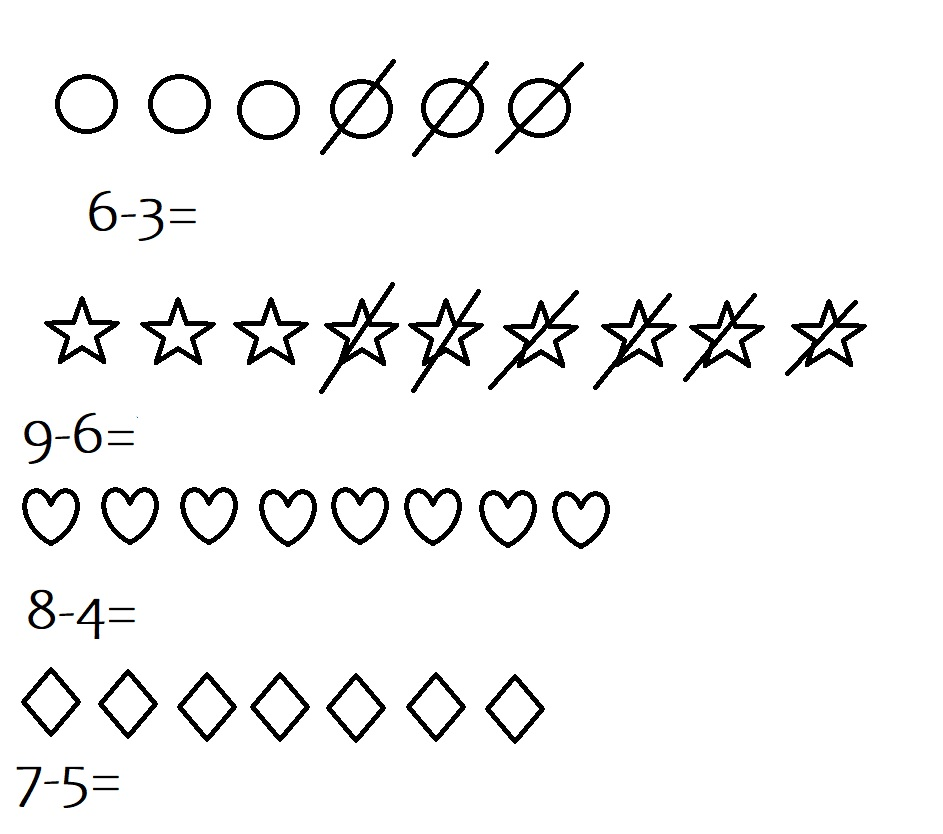 6-3=
9-6=
8-4=
7-5=